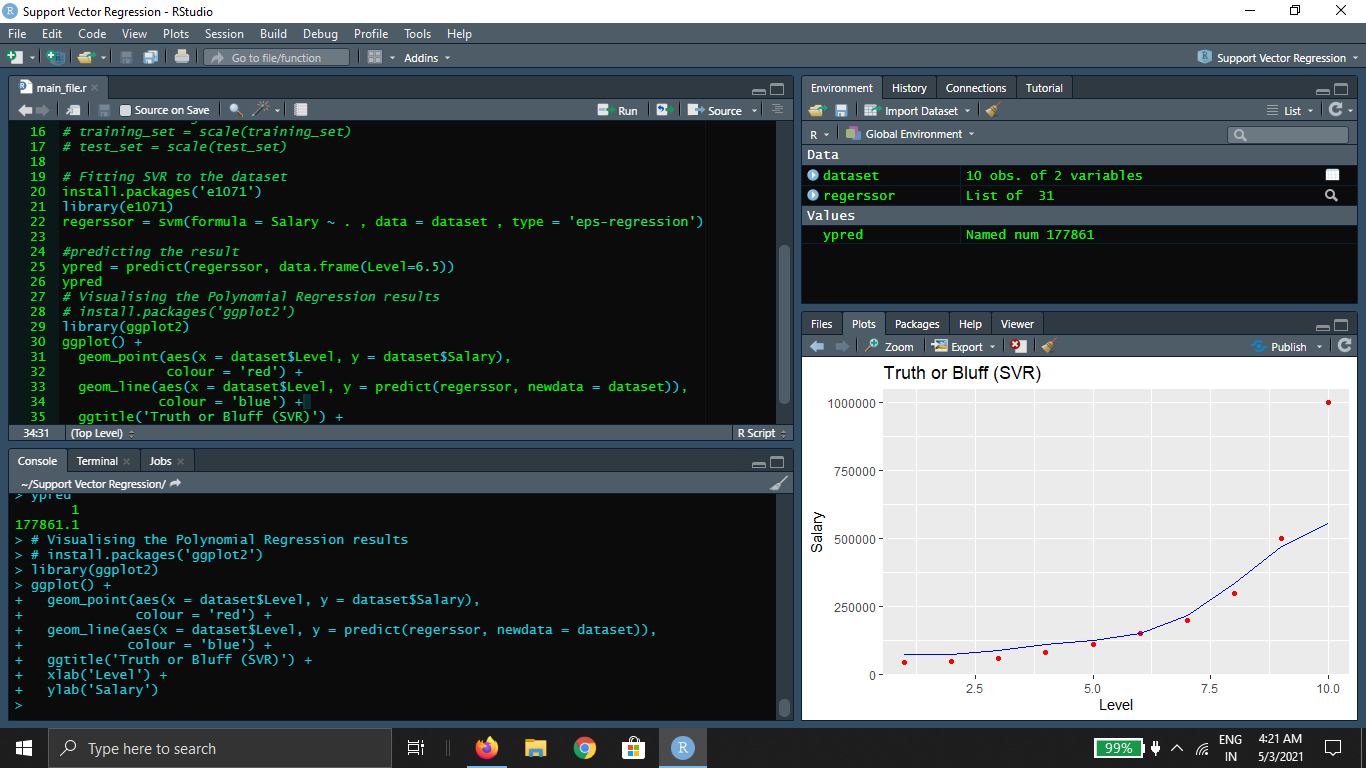 Support Vector Regression - RStudio
File Edit Code View Plots Session Build Debug Profile Tools Help
Go to file/function Addins Support Vector Regression
main_file.r
Source on Save Run Source
16 # training_set = scale(training_set)
17 # test_set = scale(test_set)
18
19 # Fitting SVR to the dataset
20 install.packages('e1071')
21 library(e1071)
22 regerssor = svm(formula = Salary ~ . , data = dataset , type = 'eps-regression')
23
24 #predicting the result
25 ypred = predict(regerssor, data.frame(Level=6.5))
26 ypred
27 # Visualising the Polynomial Regression results
28 # install.packages('ggplot2')
29 library(ggplot2)
30 ggplot() +
31 geom_point(aes(x = dataset$Level, y = dataset$Salary),
32 colour = 'red') +
33 geom_line(aes(x = dataset$Level, y = predict(regerssor, newdata = dataset)),
34 colour = 'blue') +
35 ggtitle('Truth or Bluff (SVR)') +
34:31 (Top Level) R Script
Console Terminal Jobs
~/Support Vector Regression/
> ypred
1
177861.1
> # Visualising the Polynomial Regression results
> # install.packages('ggplot2')
> library(ggplot2)
> ggplot() +
+ geom_point(aes(x = dataset$Level, y = dataset$Salary),
+ colour = 'red') +
+ geom_line(aes(x = dataset$Level, y = predict(regerssor, newdata = dataset)),
+ colour = 'blue') +
+ ggtitle('Truth or Bluff (SVR)') +
+ xlab('Level') +
+ ylab('Salary')
>
Environment History Connections Tutorial
Import Dataset List
R Global Environment
Data
dataset 10 obs. of 2 variables
regerssor List of 31
Values
ypred Named num 177861
Files Plots Packages Help Viewer
Zoom Export Publish
Truth or Bluff (SVR)
1000000
750000
500000
250000
0
Salary
2.5 5.0 7.5 10.0
Level
Type here to search
R
99%
ENG
IN
4:21 AM
5/3/2021